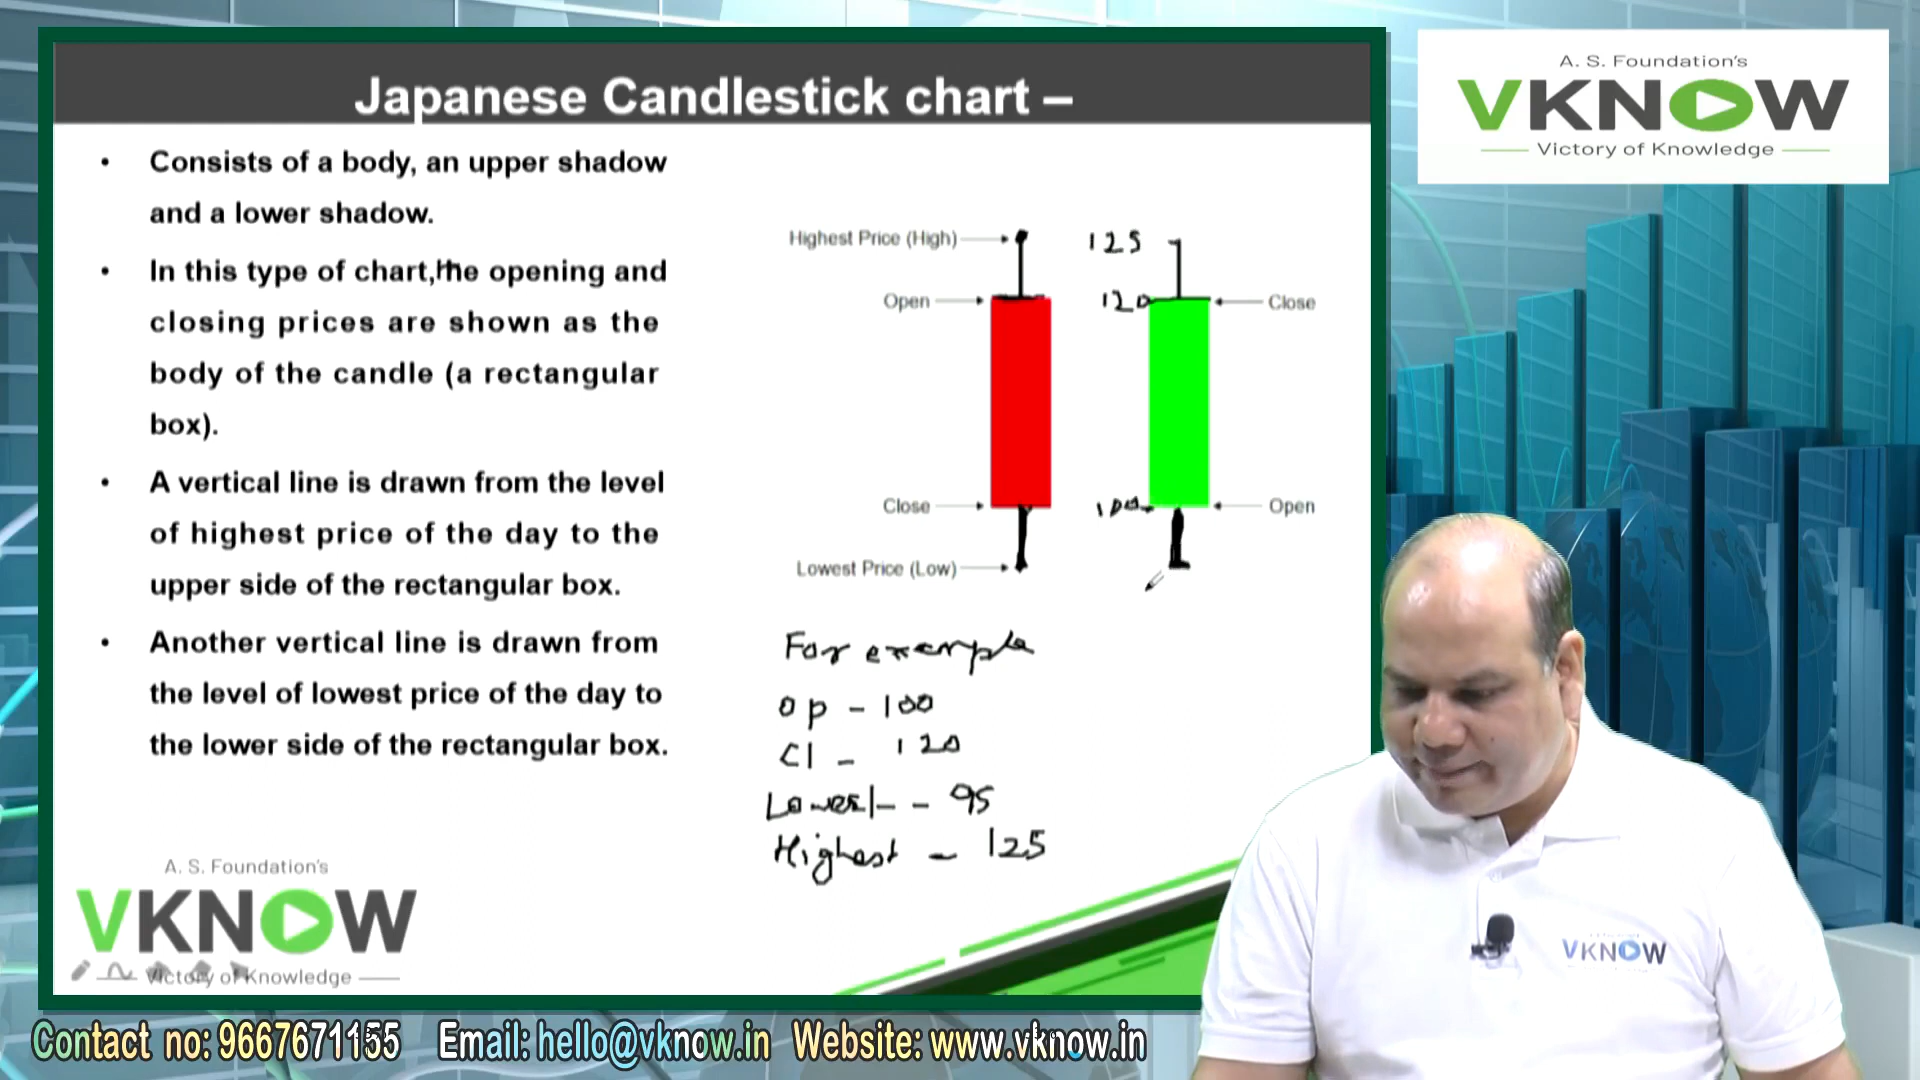 Japanese Candlestick chart –
• Consists of a body, an upper shadow
and a lower shadow.
• In this type of chart, the opening and
closing prices are shown as the
body of the candle (a rectangular
box).
• A vertical line is drawn from the level
of highest price of the day to the
upper side of the rectangular box.
• Another vertical line is drawn from
the level of lowest price of the day to
the lower side of the rectangular box.
Highest Price (High)
125
Open
120
Close
Close
100
Open
Lowest Price (Low)
For example
Op - 100
Cl - 120
Lowest - 95
Highest - 125
A. S. Foundation's
VKNOW
Victory of Knowledge
A. S. Foundation's
VKNOW
Victory of Knowledge
VKNOW
Contact no: 9667671155 Email: hello@vknow.in Website: www.vknow.in